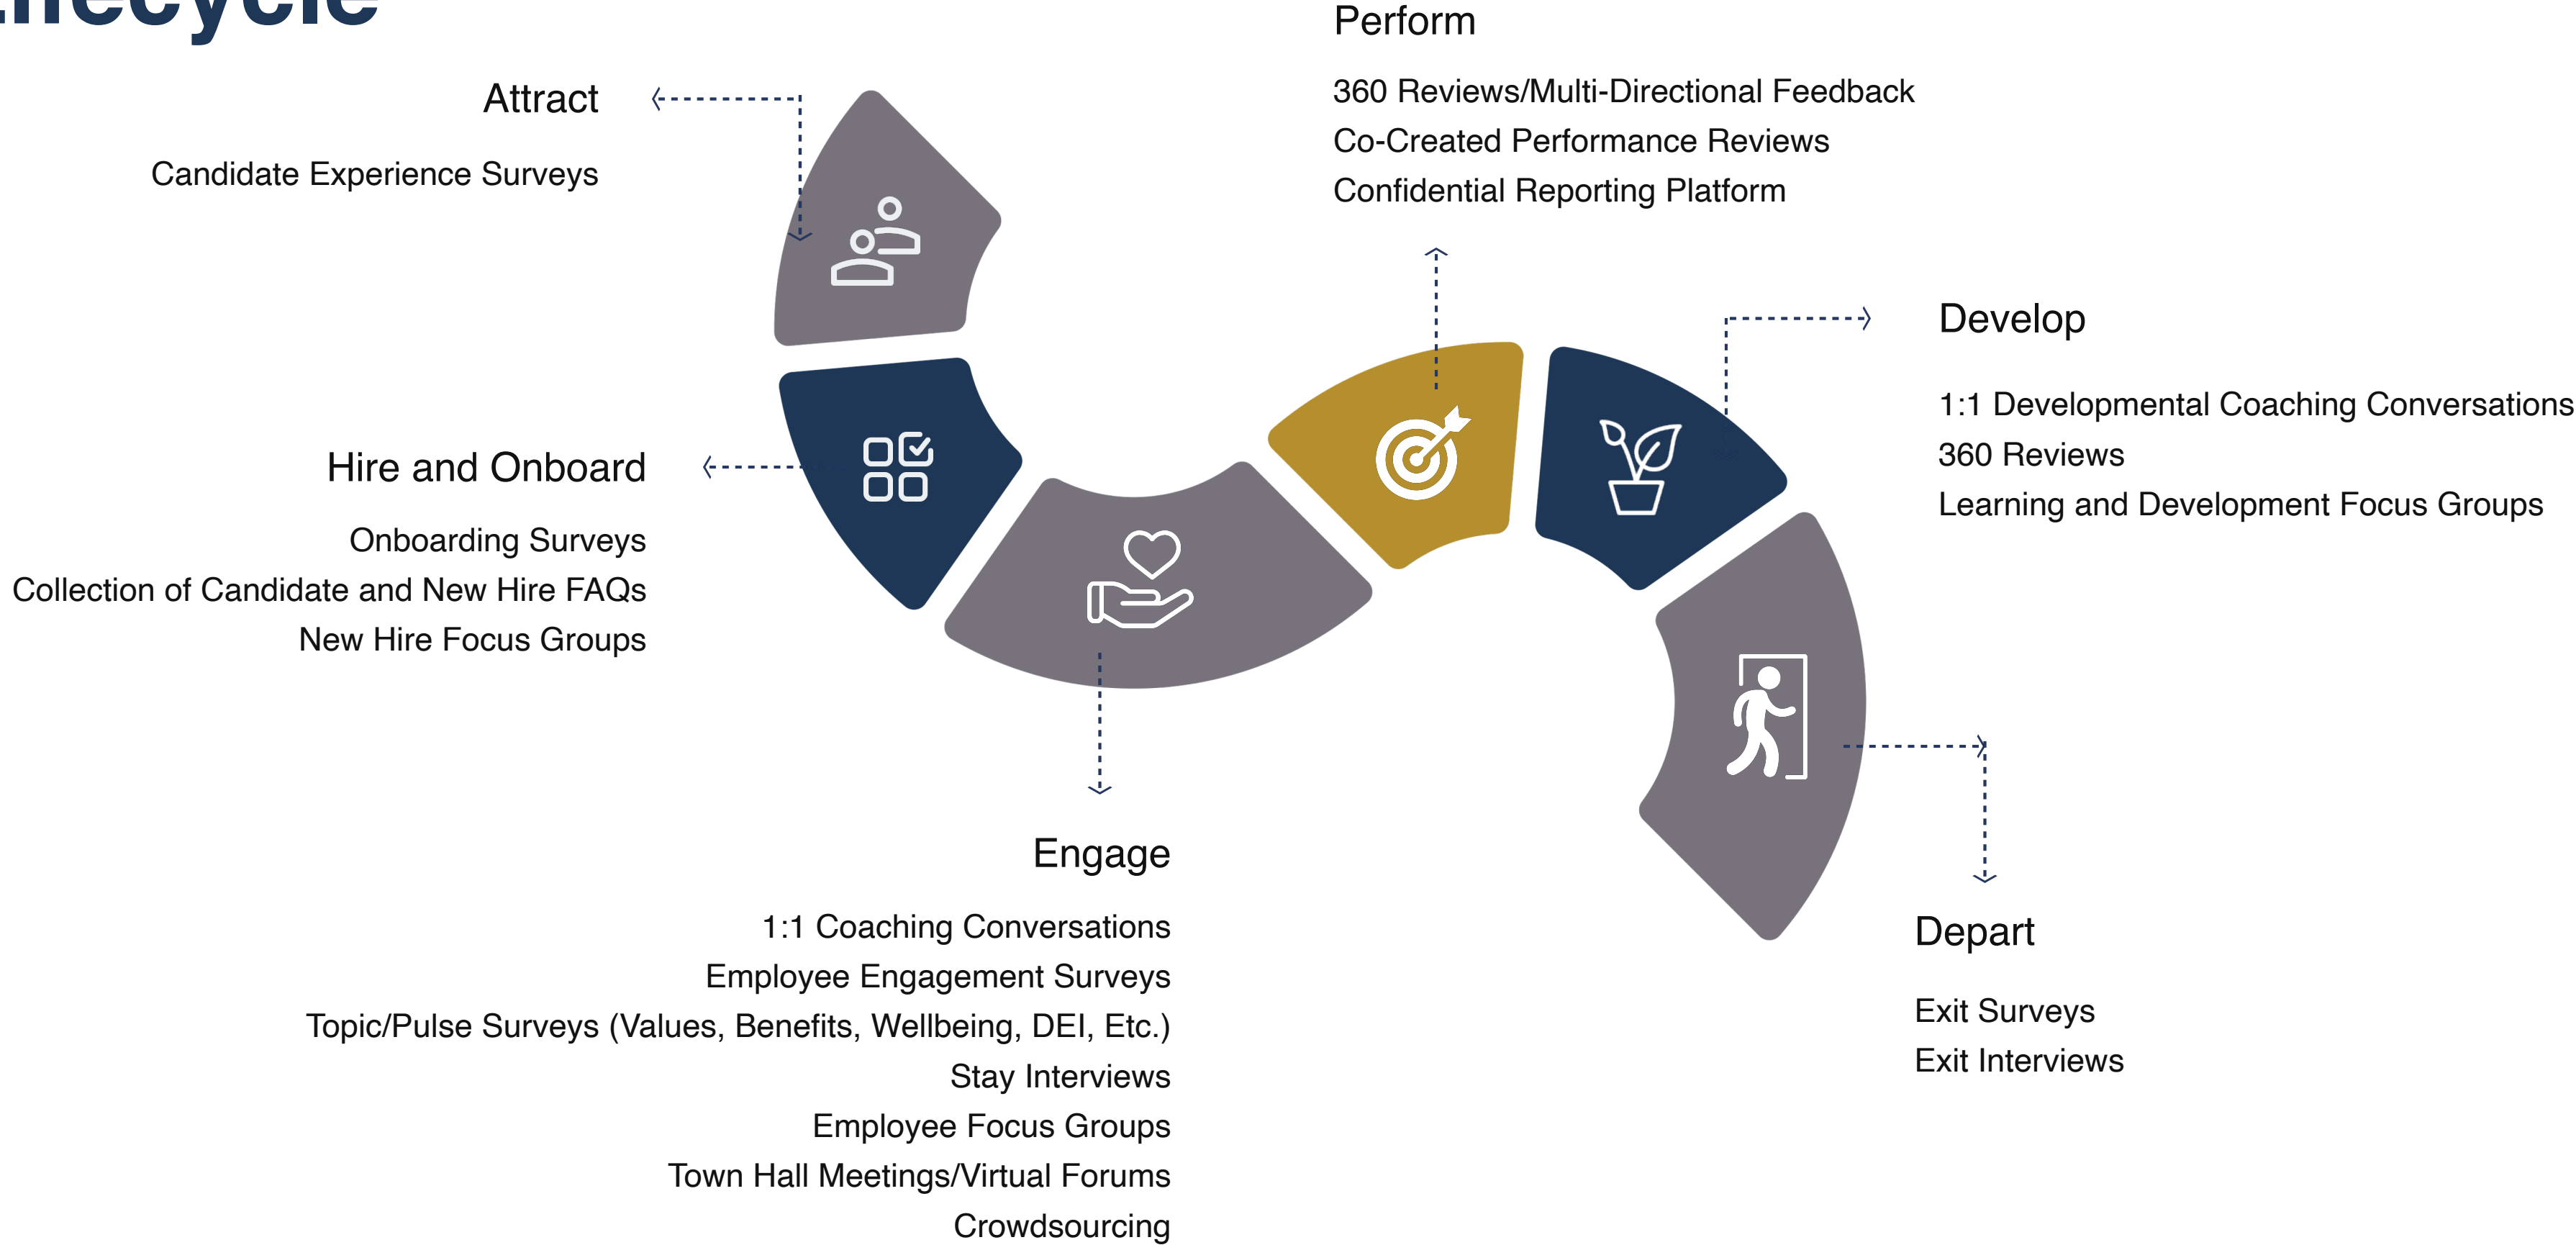 Lifecycle
Attract
Candidate Experience Surveys
Hire and Onboard
Onboarding Surveys
Collection of Candidate and New Hire FAQs
New Hire Focus Groups
Engage
1:1 Coaching Conversations
Employee Engagement Surveys
Topic/Pulse Surveys (Values, Benefits, Wellbeing, DEI, Etc.)
Stay Interviews
Employee Focus Groups
Town Hall Meetings/Virtual Forums
Crowdsourcing
Perform
360 Reviews/Multi-Directional Feedback
Co-Created Performance Reviews
Confidential Reporting Platform
Develop
1:1 Developmental Coaching Conversations
360 Reviews
Learning and Development Focus Groups
Depart
Exit Surveys
Exit Interviews